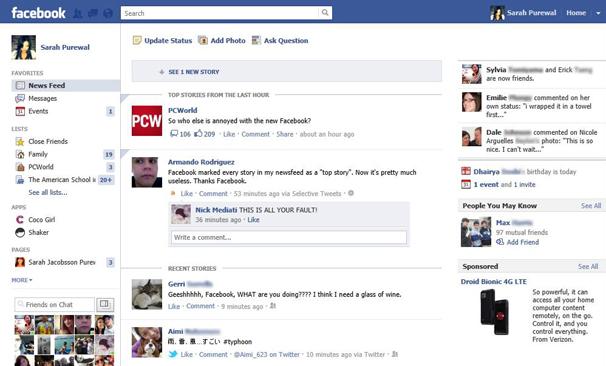 facebook
Search
Sarah Purewal
Home
Sarah Purewal
FAVORITES
News Feed
Messages
Events 1
LISTS
Close Friends
Family 19
PCWorld 3
The American School i 20+
See all lists...
APPS
Coco Girl
Shaker
PAGES
Sarah Jacobsson Purew 3
MORE
Friends on Chat
Update Status Add Photo Ask Question
+ SEE 1 NEW STORY
TOP STORIES FROM THE LAST HOUR
PCW
PCWorld
So who else is annoyed with the new Facebook?
106 209 · Like · Comment · Share · about an hour ago
Armando Rodriguez
Facebook marked every story in my newsfeed as a "top story". Now it's pretty much
useless. Thanks Facebook.
Like · Comment · 53 minutes ago via Selective Tweets ·
Nick Mediati THIS IS ALL YOUR FAULT!
36 minutes ago · Like
Write a comment...
RECENT STORIES
Gerri
Geeshhhhh, Facebook, WHAT are you doing???? I think I need a glass of wine.
Like · Comment · 9 minutes ago ·
Aimi
雨, 音, 風...すごい #typhoon
Like · Comment · @Aimi_623 on Twitter · 10 minutes ago via Twitter ·
Sylvia and Erick
are now friends.
Emilie commented on her
own status: "i wrapped it in a towel
first..."
Dale commented on Nicole
Arguelles photo: "This is so
nice. I can't wait..."
Dhairya birthday is today
1 event and 1 invite
People You May Know See All
Max
97 mutual friends
Add Friend
Sponsored See All
Droid Bionic 4G LTE
So powerful, it can
access all your home
computer content
remotely, on the go.
Control it, and you
control everything.
From Verizon.